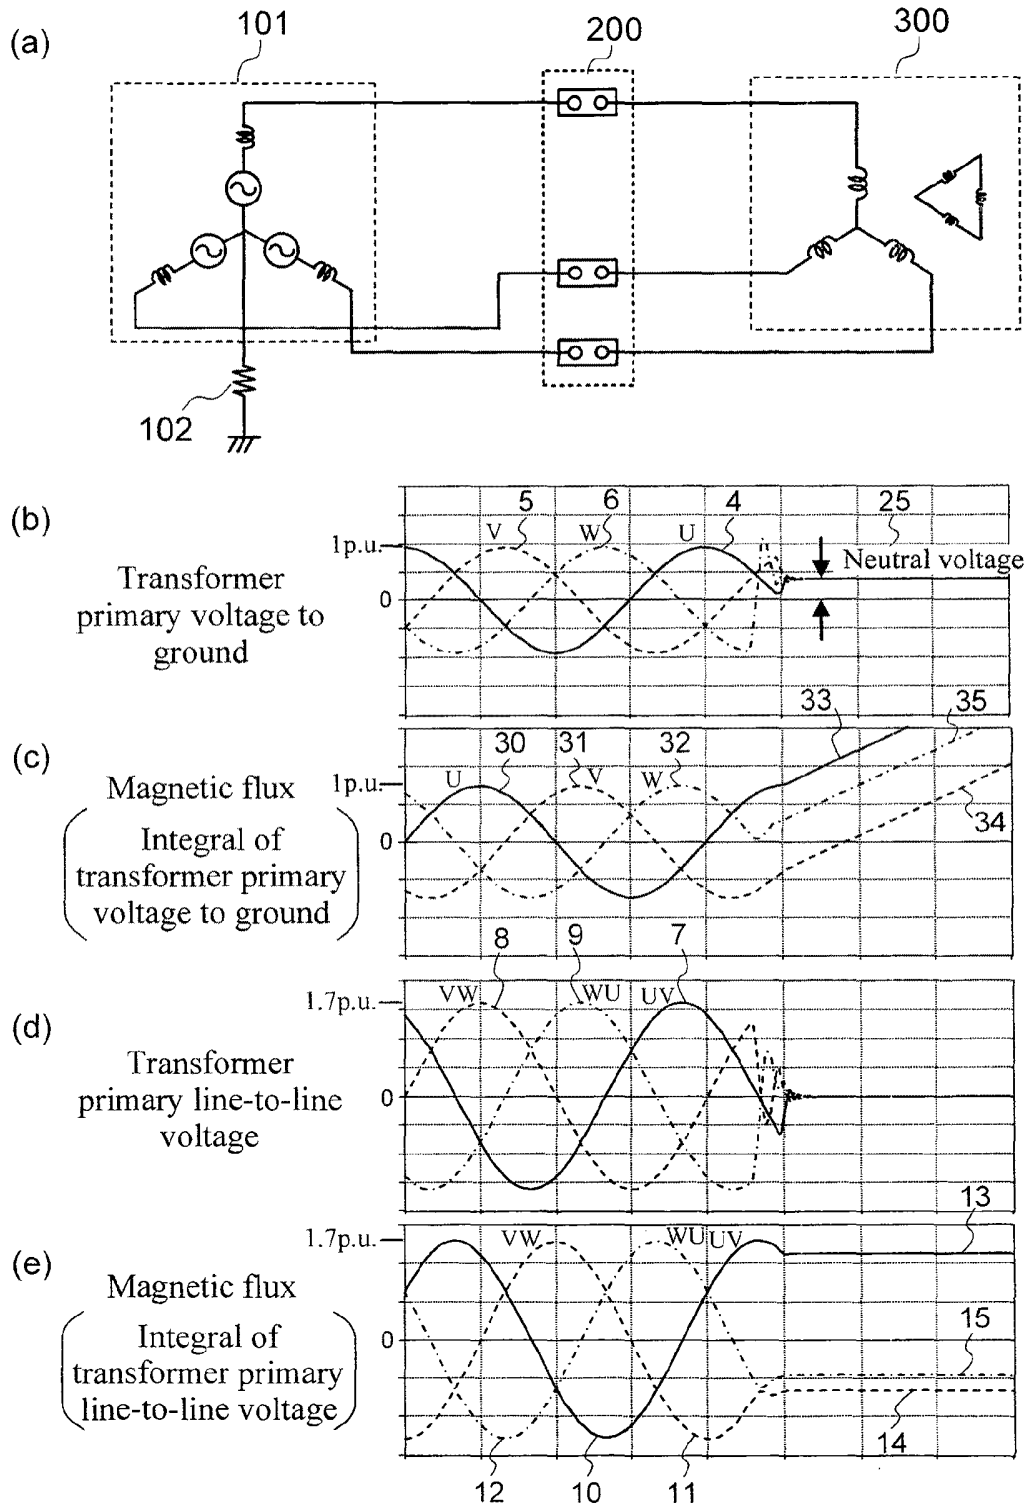 (a)
101
200
300
102
(b)
5
6
4
25
V
W
U
1p.u.
Neutral voltage
0
Transformer
primary voltage to
ground
33
35
(c)
30
31
32
U
V
W
1p.u.
0
34
Magnetic flux
Integral of
transformer primary
voltage to ground
8
9
7
(d)
VW
WU
UV
1.7p.u.
0
Transformer
primary line-to-line
voltage
13
(e)
1.7p.u.
VW
WU
UV
0
15
14
Magnetic flux
Integral of
transformer primary
line-to-line voltage
12
10
11